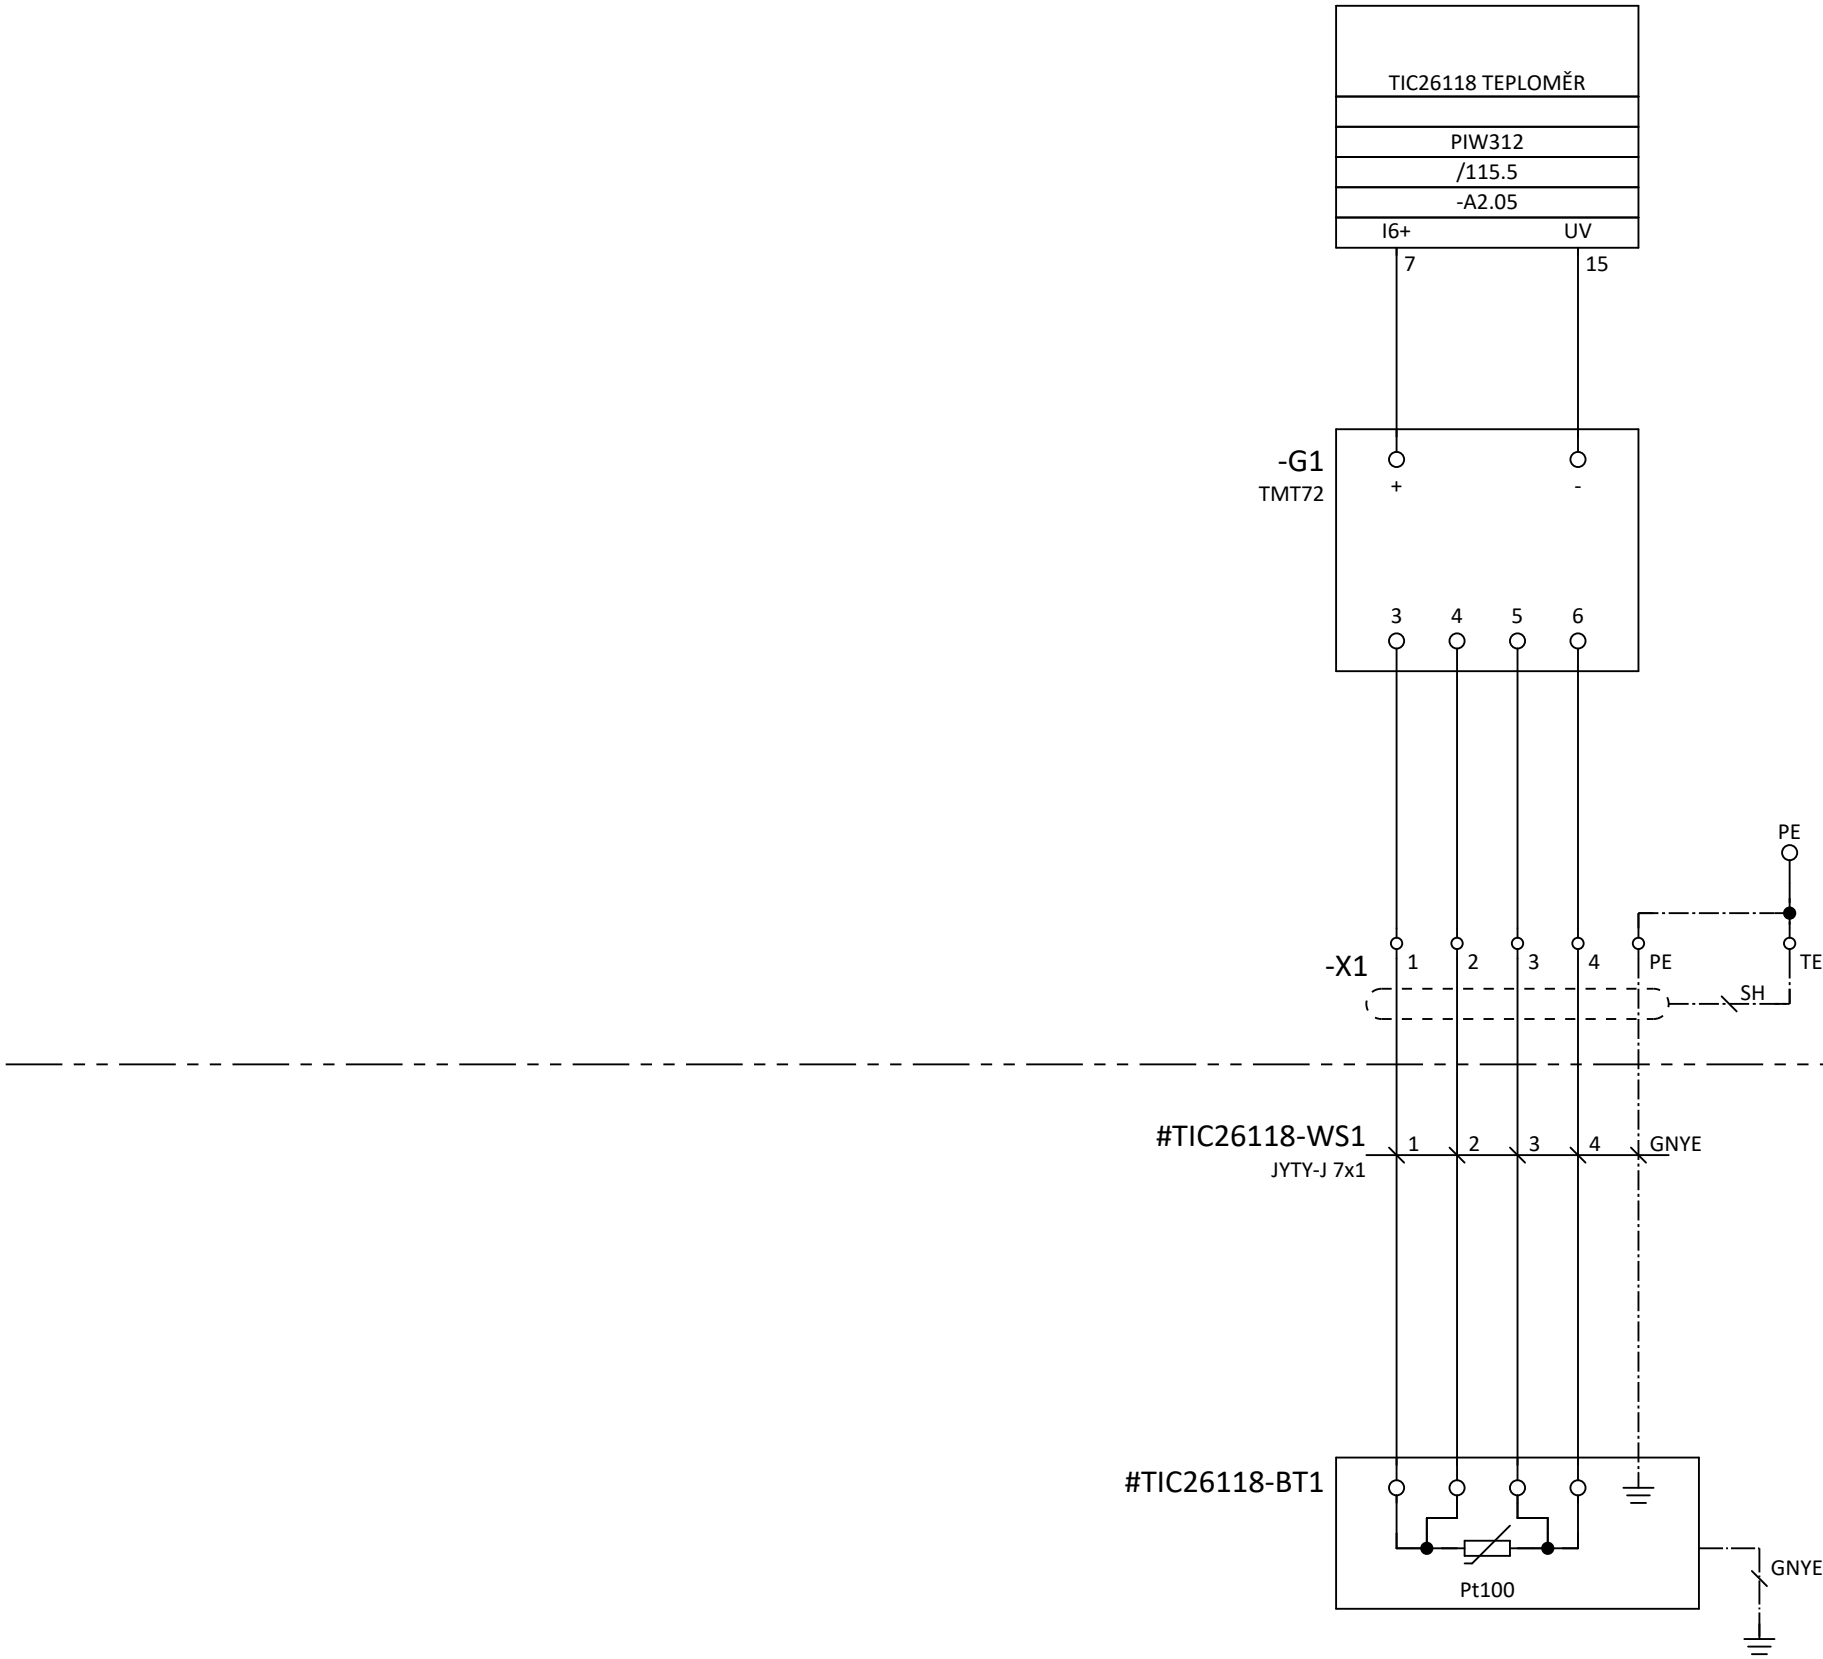 TIC26118 TEPLOMĚR
PIW312
/115.5
-A2.05
I6+ UV
7 15
-G1
TMT72
+ -
3 4 5 6
PE
-X1 1 2 3 4 PE TE
SH
#TIC26118-WS1 1 2 3 4 GNYE
JYTY-J 7x1
#TIC26118-BT1
Pt100
GNYE